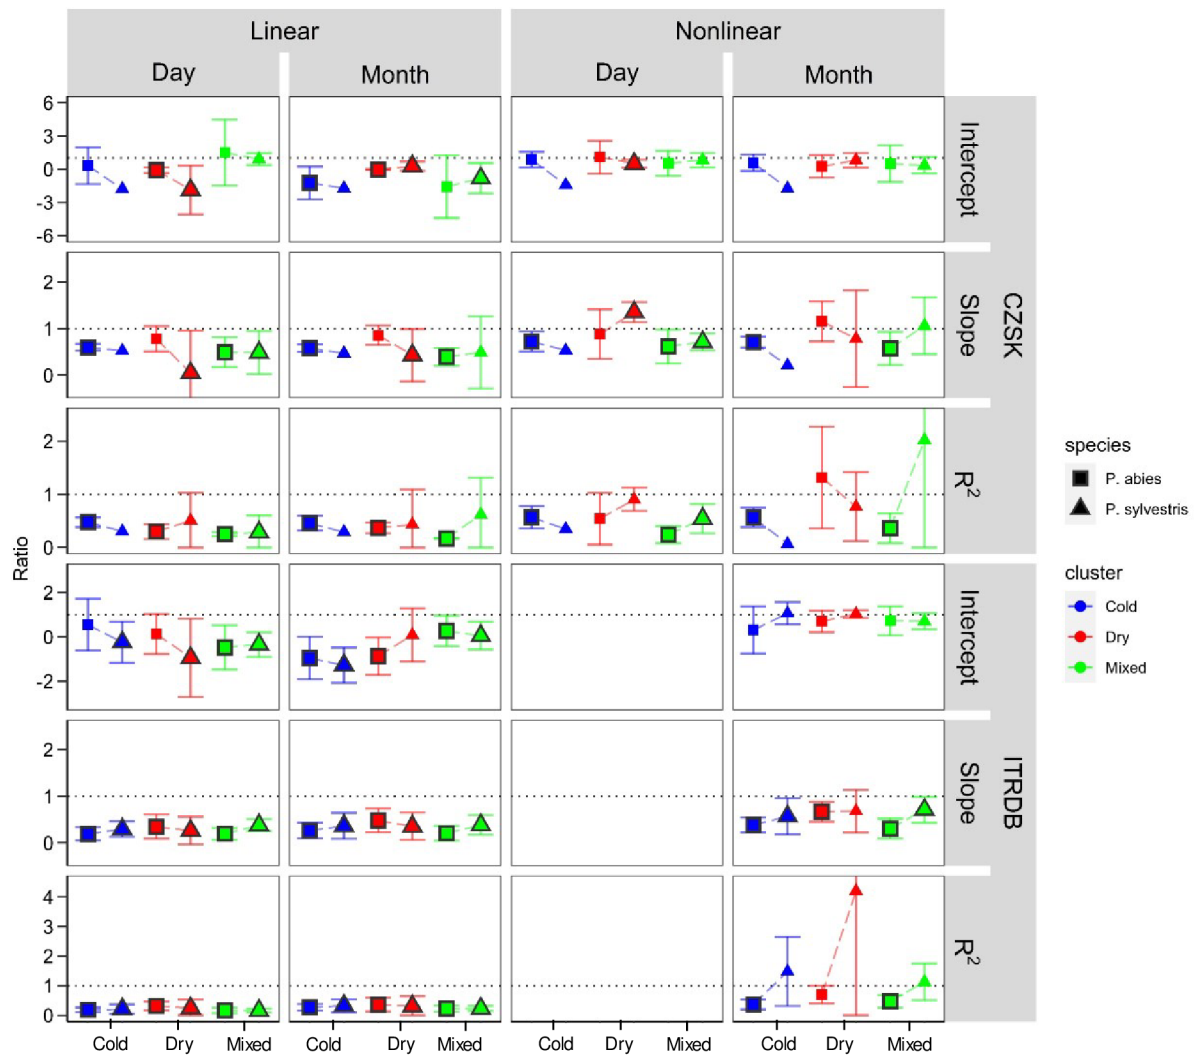 Linear
Nonlinear
Day
Month
Day
Month
6
3
0
-3
-6
Intercept
2
1
0
Slope
CZSK
2
1
0
R²
Ratio
2
0
-2
Intercept
2
1
0
Slope
ITRDB
4
3
2
1
0
R²
Cold Dry Mixed
Cold Dry Mixed
Cold Dry Mixed
Cold Dry Mixed
species
P. abies
P. sylvestris
cluster
Cold
Dry
Mixed